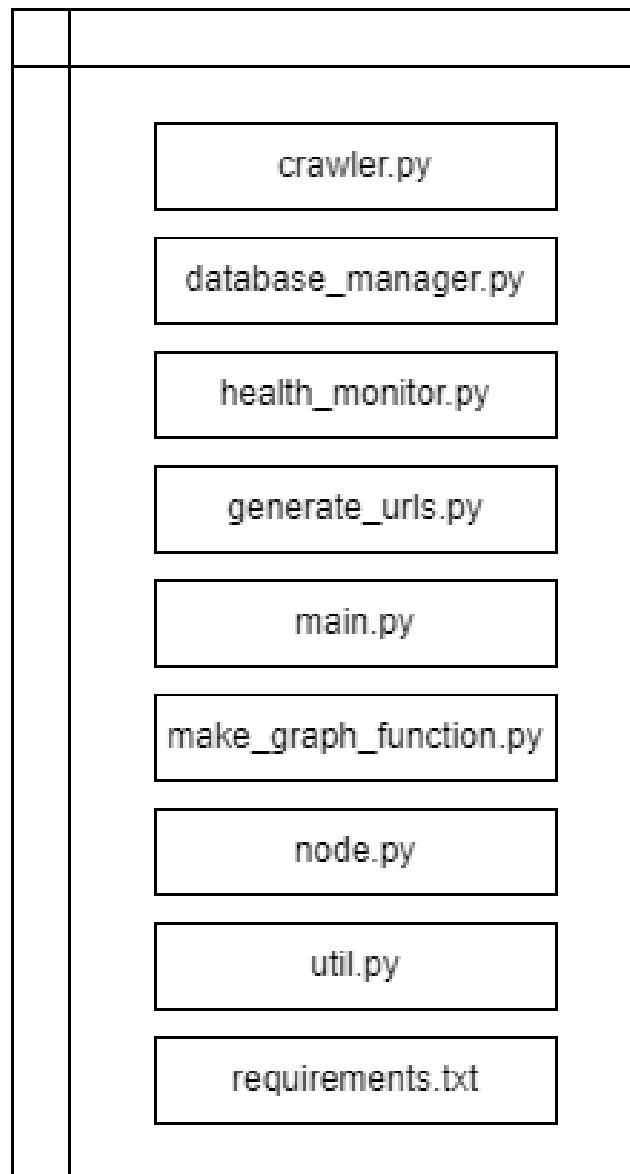 crawler.py
database_manager.py
health_monitor.py
generate_urls.py
main.py
make_graph_function.py
node.py
util.py
requirements.txt